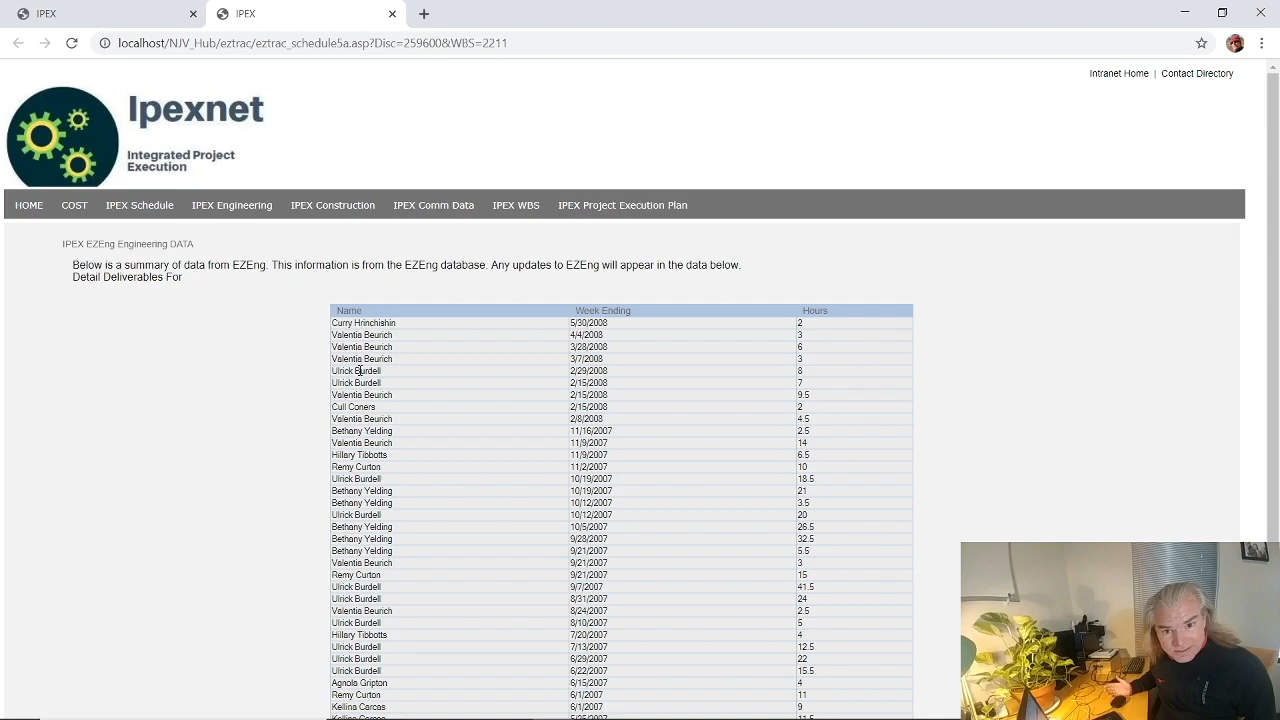 IPEX
IPEX
localhost/NJV_Hub/eztrac/eztrac_schedule5a.asp?Disc=259600&WBS=2211
Intranet Home | Contact Directory
Ipexnet
Integrated Project
Execution
HOME COST IPEX Schedule IPEX Engineering IPEX Construction IPEX Comm Data IPEX WBS IPEX Project Execution Plan
IPEX EZEng Engineering DATA
Below is a summary of data from EZEng. This information is from the EZEng database. Any updates to EZEng will appear in the data below.
Detail Deliverables For
Name Week Ending Hours
Curry Hrinchishin 5/30/2008 2
Valentia Beurich 4/4/2008 3
Valentia Beurich 3/28/2008 6
Valentia Beurich 3/7/2008 3
Ulrick Burdell 2/29/2008 8
Ulrick Burdell 2/15/2008 7
Valentia Beurich 2/15/2008 9.5
Cull Coners 2/15/2008 2
Valentia Beurich 2/8/2008 4.5
Bethany Yelding 11/16/2007 2.5
Valentia Beurich 11/9/2007 14
Hillary Tibbotts 11/9/2007 6.5
Remy Curton 11/2/2007 10
Ulrick Burdell 10/19/2007 18.5
Bethany Yelding 10/19/2007 21
Bethany Yelding 10/12/2007 3.5
Ulrick Burdell 10/12/2007 20
Bethany Yelding 10/5/2007 26.5
Bethany Yelding 9/28/2007 32.5
Bethany Yelding 9/21/2007 5.5
Valentia Beurich 9/21/2007 3
Remy Curton 9/21/2007 15
Ulrick Burdell 9/7/2007 41.5
Ulrick Burdell 8/31/2007 24
Valentia Beurich 8/24/2007 2.5
Ulrick Burdell 8/10/2007 5
Hillary Tibbotts 7/20/2007 4
Ulrick Burdell 7/13/2007 12.5
Ulrick Burdell 6/29/2007 22
Ulrick Burdell 6/22/2007 15.5
Agnola Gripton 6/15/2007 4
Remy Curton 6/1/2007 11
Kellina Carcas 6/1/2007 9
Kellina Carcas 5/25/2007 11.5